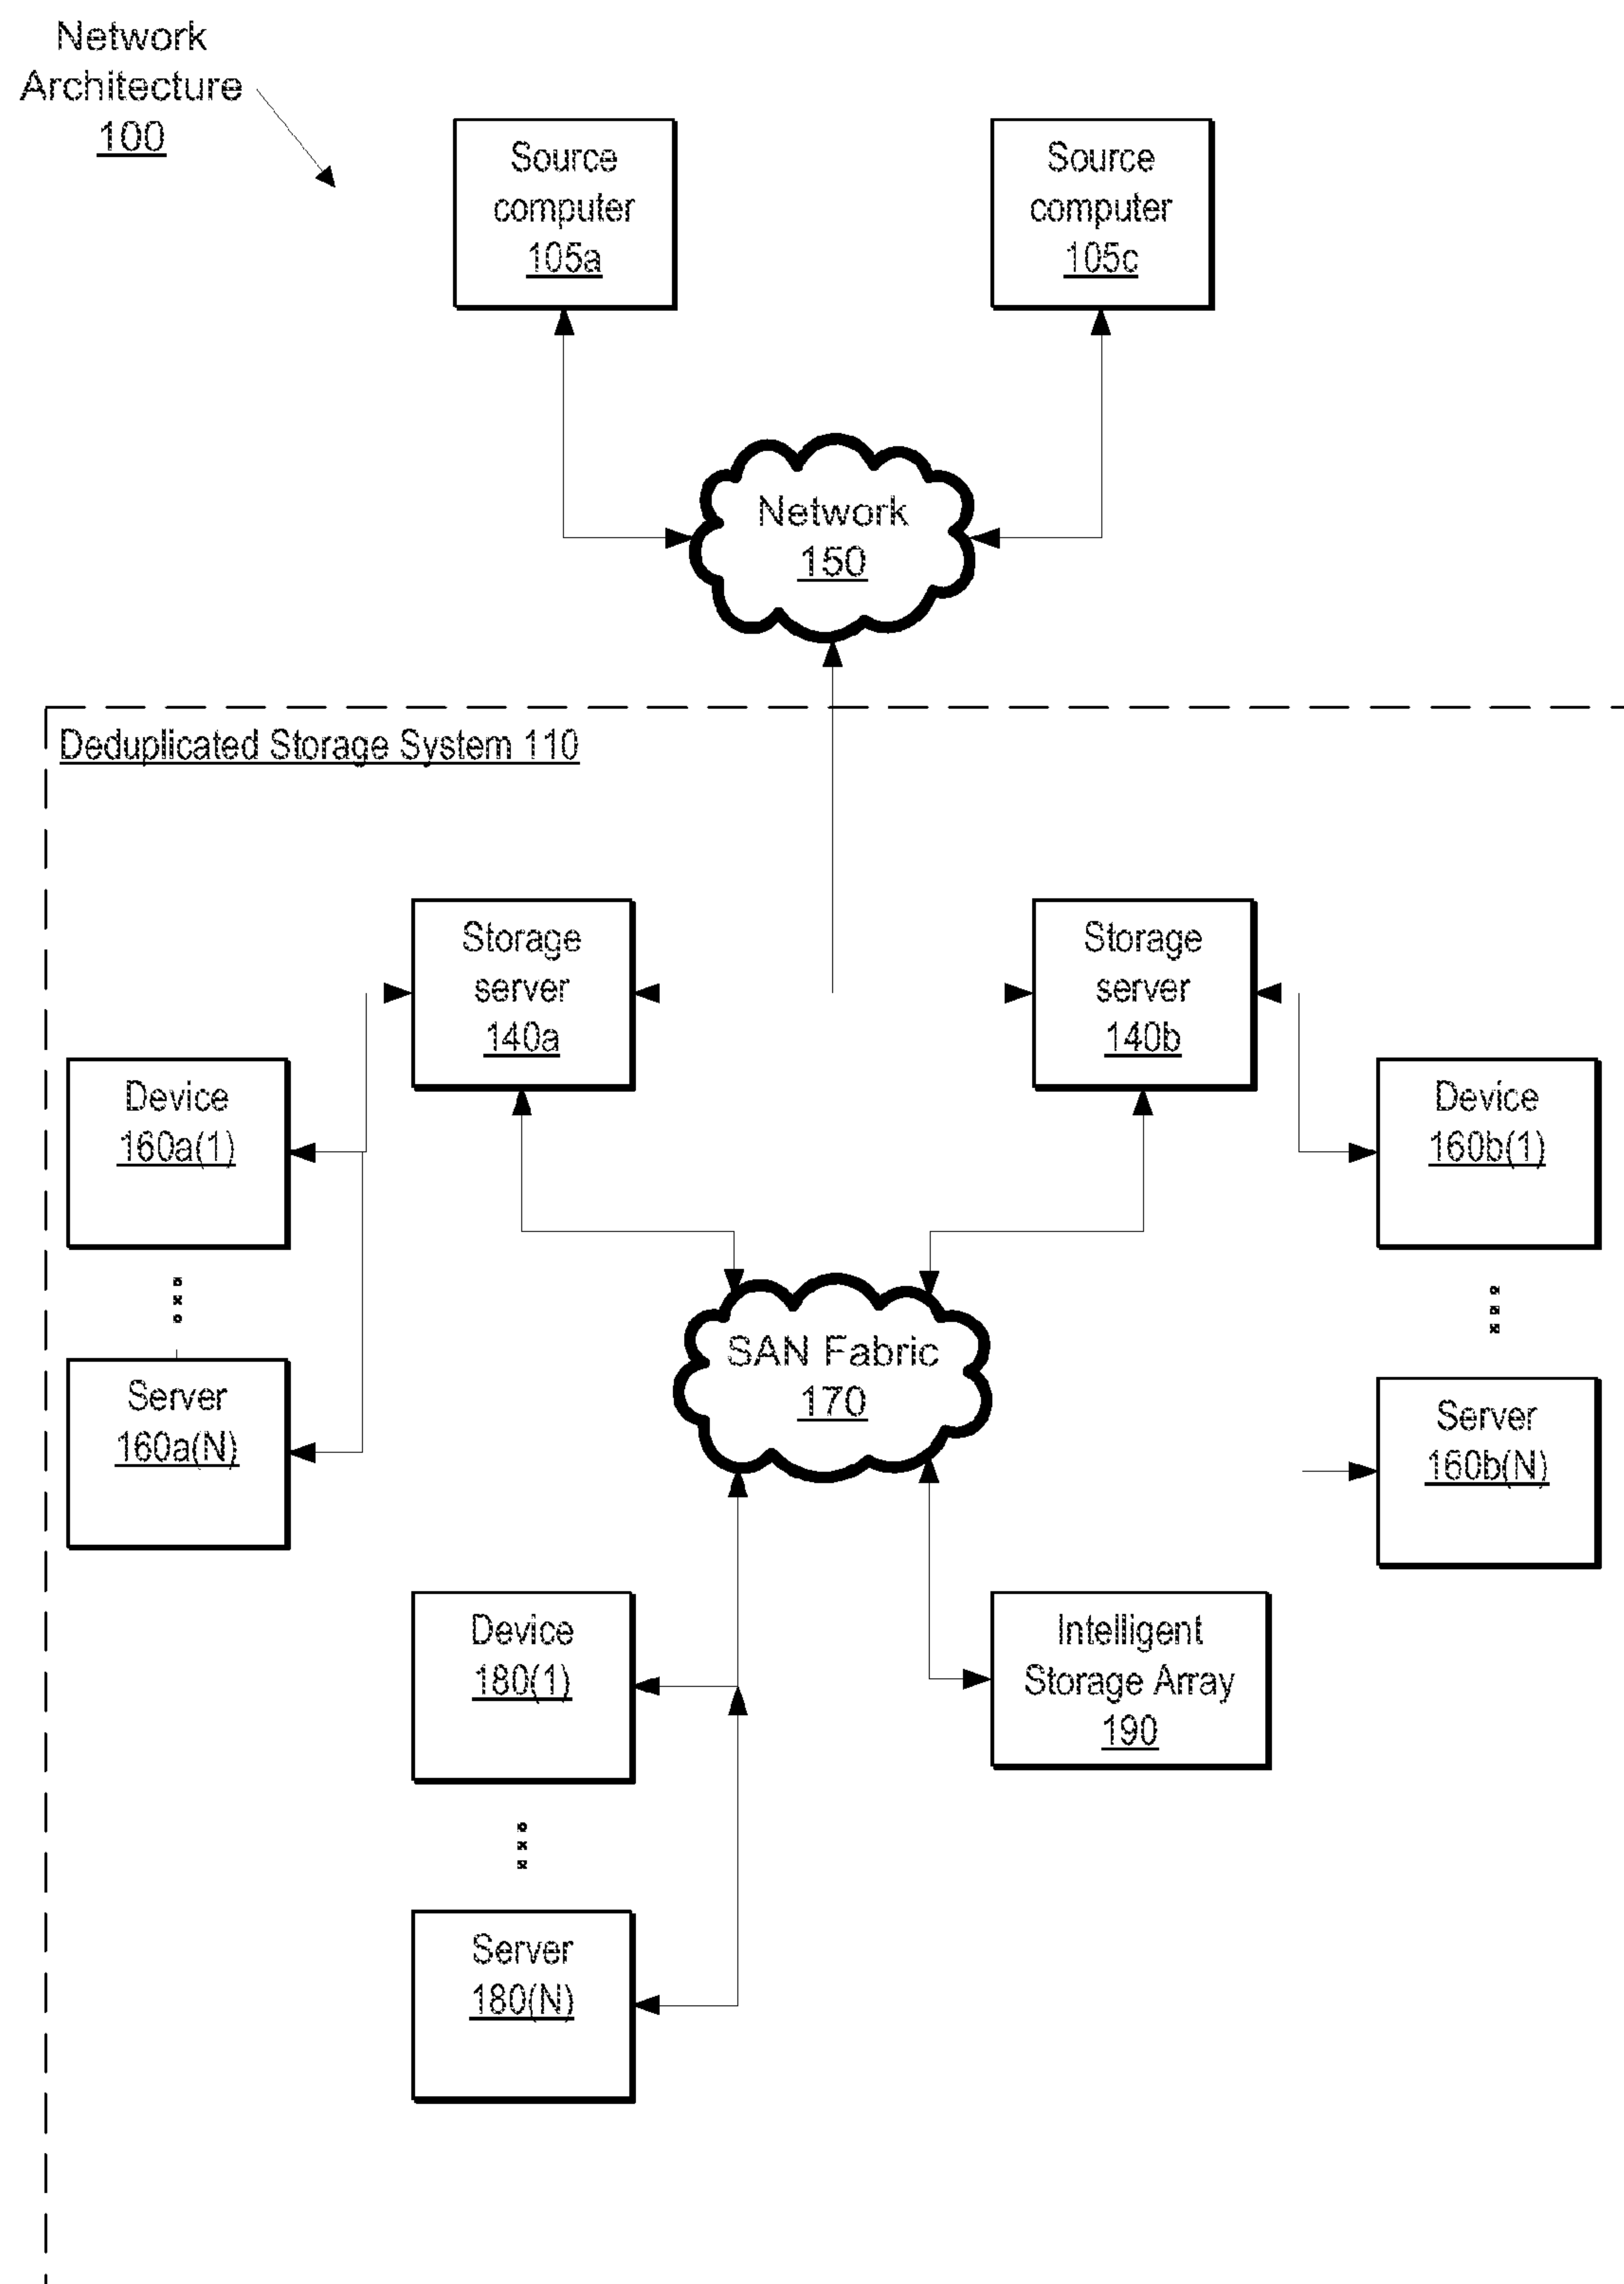 Network
Architecture
100
Source
computer
105a
Source
computer
105c
Network
150
Deduplicated Storage System 110
Storage
server
140a
Storage
server
140b
Device
160a(1)
Device
160b(1)
SAN Fabric
170
Server
160a(N)
Server
160b(N)
Device
180(1)
Intelligent
Storage Array
190
Server
180(N)